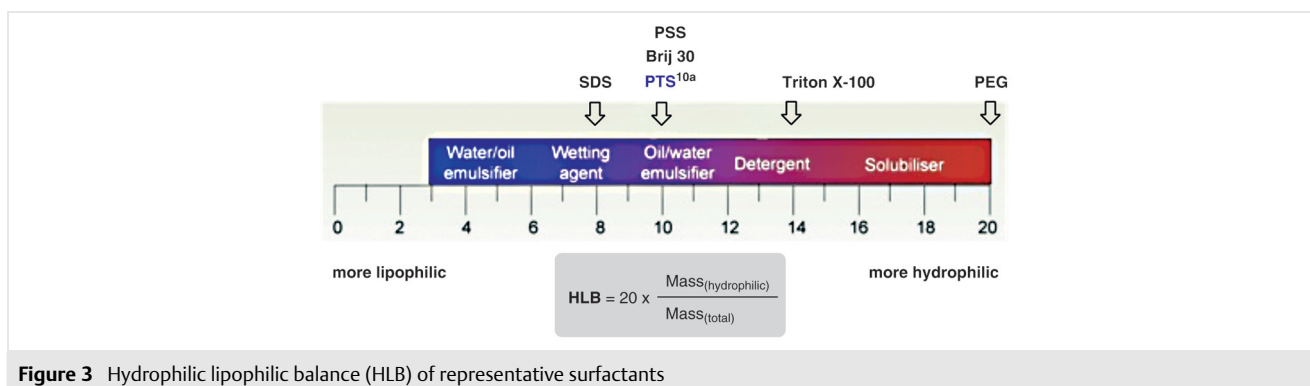 PSS
Brij 30
SDS PTS10a Triton X-100 PEG
Water/oil emulsifier
Wetting agent
Oil/water emulsifier
Detergent
Solubiliser
0 2 4 6 8 10 12 14 16 18 20
more lipophilic more hydrophilic
HLB = 20 x Mass(hydrophilic)
Mass(total)
Figure 3 Hydrophilic lipophilic balance (HLB) of representative surfactants